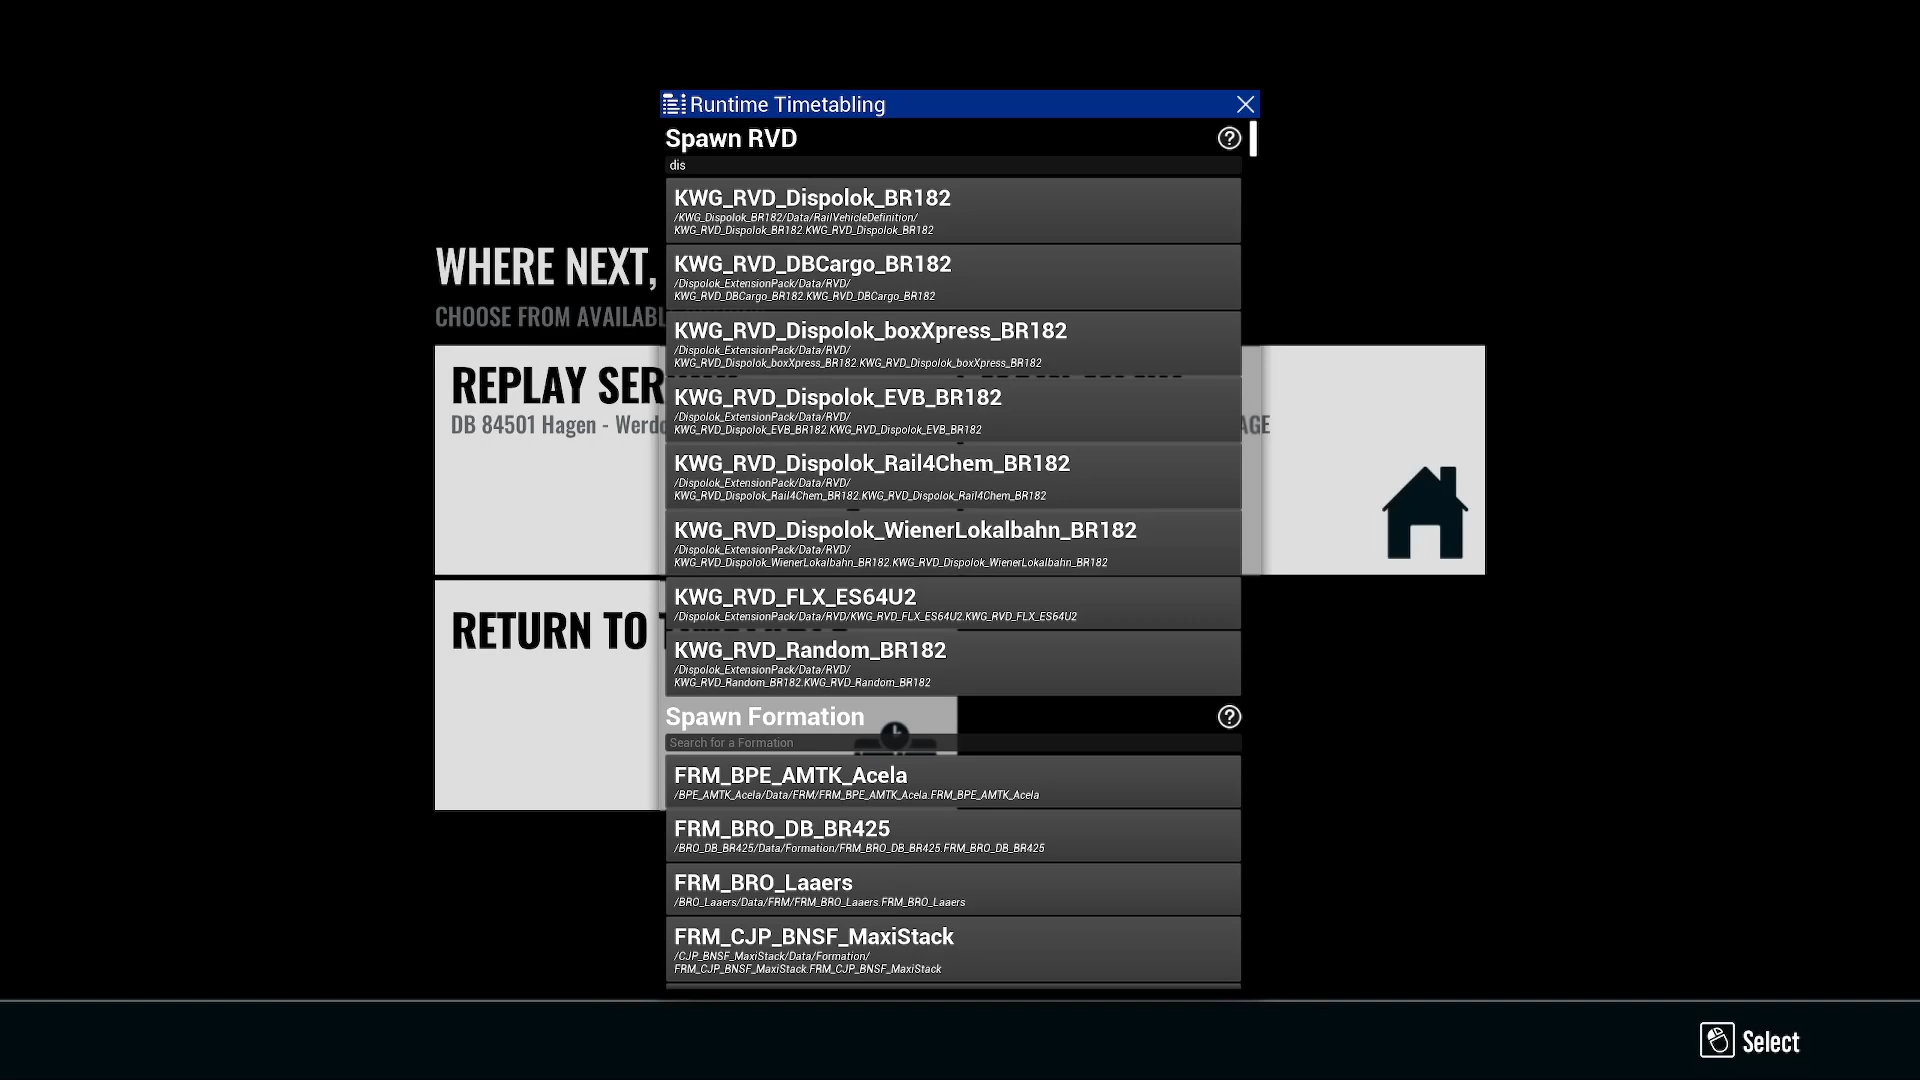 Runtime Timetabling
Spawn RVD
dis
KWG_RVD_Dispolok_BR182
/KWG_Dispolok_BR182/Data/RailVehicleDefinition/
KWG_RVD_Dispolok_BR182.KWG_RVD_Dispolok_BR182
KWG_RVD_DBCargo_BR182
/Dispolok_ExtensionPack/Data/RVD/
KWG_RVD_DBCargo_BR182.KWG_RVD_DBCargo_BR182
KWG_RVD_Dispolok_boxXpress_BR182
/Dispolok_ExtensionPack/Data/RVD/
KWG_RVD_Dispolok_boxXpress_BR182.KWG_RVD_Dispolok_boxXpress_BR182
KWG_RVD_Dispolok_EVB_BR182
/Dispolok_ExtensionPack/Data/RVD/
KWG_RVD_Dispolok_EVB_BR182.KWG_RVD_Dispolok_EVB_BR182
KWG_RVD_Dispolok_Rail4Chem_BR182
/Dispolok_ExtensionPack/Data/RVD/
KWG_RVD_Dispolok_Rail4Chem_BR182.KWG_RVD_Dispolok_Rail4Chem_BR182
KWG_RVD_Dispolok_WienerLokalbahn_BR182
/Dispolok_ExtensionPack/Data/RVD/
KWG_RVD_Dispolok_WienerLokalbahn_BR182.KWG_RVD_Dispolok_WienerLokalbahn_BR182
KWG_RVD_FLX_ES64U2
/Dispolok_ExtensionPack/Data/RVD/KWG_RVD_FLX_ES64U2.KWG_RVD_FLX_ES64U2
KWG_RVD_Random_BR182
/Dispolok_ExtensionPack/Data/RVD/
KWG_RVD_Random_BR182.KWG_RVD_Random_BR182
Spawn Formation
Search for a Formation
FRM_BPE_AMTK_Acela
/BPE_AMTK_Acela/Data/FRM/FRM_BPE_AMTK_Acela.FRM_BPE_AMTK_Acela
FRM_BRO_DB_BR425
/BRO_DB_BR425/Data/Formation/FRM_BRO_DB_BR425.FRM_BRO_DB_BR425
FRM_BRO_Laaers
/BRO_Laaers/Data/FRM/FRM_BRO_Laaers.FRM_BRO_Laaers
FRM_CJP_BNSF_MaxiStack
/CJP_BNSF_MaxiStack/Data/Formation/
FRM_CJP_BNSF_MaxiStack.FRM_CJP_BNSF_MaxiStack
WHERE NEXT,
CHOOSE FROM
REPLAY
DB 84501 Hagen -
RETURN TO
Select